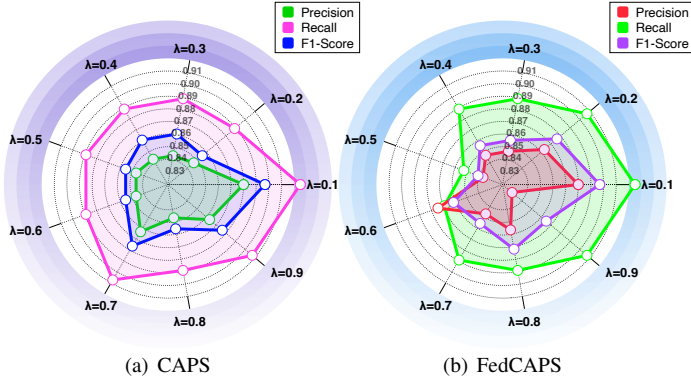 Precision
Recall
F1-Score
λ=0.3
λ=0.4
λ=0.2
λ=0.5
λ=0.1
λ=0.6
λ=0.9
λ=0.7
λ=0.8
0.91
0.90
0.89
0.88
0.87
0.86
0.85
0.84
0.83
(a) CAPS
Precision
Recall
F1-Score
λ=0.3
λ=0.4
λ=0.2
λ=0.5
λ=0.1
λ=0.6
λ=0.9
λ=0.7
λ=0.8
0.91
0.90
0.89
0.88
0.87
0.86
0.85
0.84
0.83
(b) FedCAPS